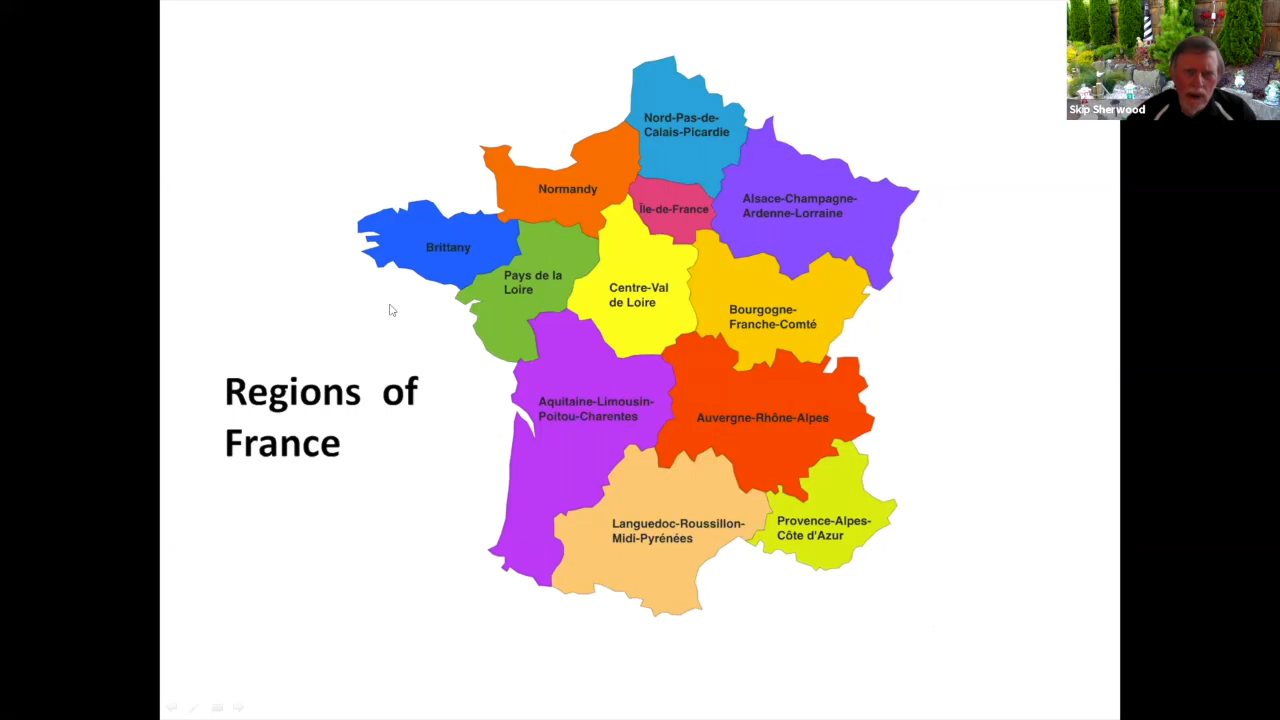 Skip Sherwood
Nord-Pas-de-
Calais-Picardie
Normandy
Île-de-France
Alsace-Champagne-
Ardenne-Lorraine
Brittany
Pays de la
Loire
Centre-Val
de Loire
Bourgogne-
Franche-Comté
Regions of
France
Aquitaine-Limousin-
Poitou-Charentes
Auvergne-Rhône-Alpes
Languedoc-Roussillon-
Midi-Pyrénées
Provence-Alpes-
Côte d'Azur